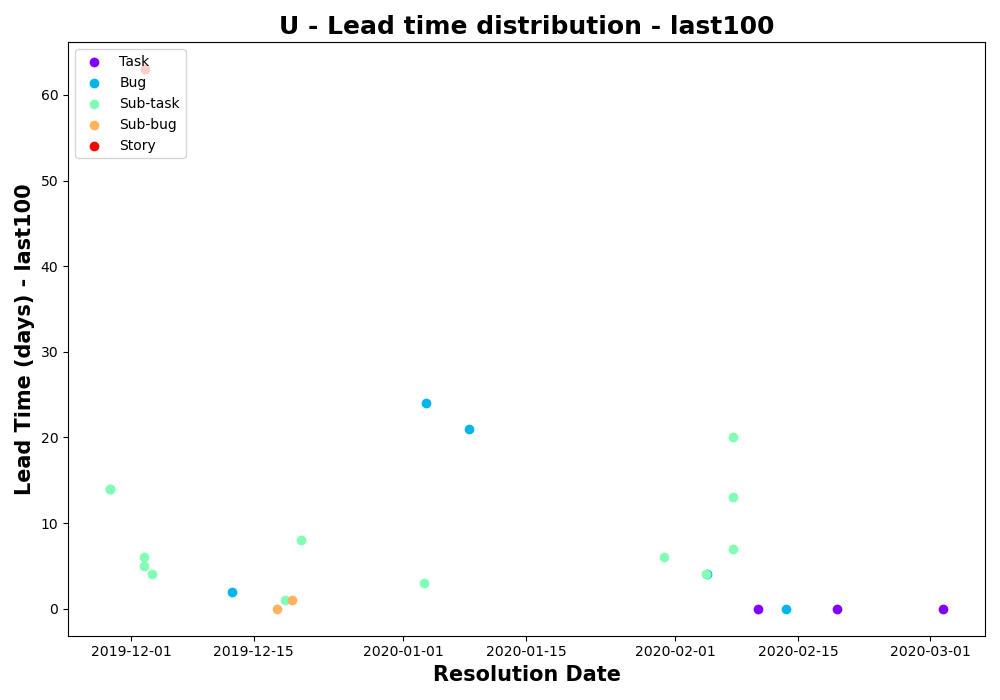 U - Lead time distribution - last100
Task
Bug
Sub-task
Sub-bug
Story
Lead Time (days) - last100
60
50
40
30
20
10
0
2019-12-01
2019-12-15
2020-01-01
2020-01-15
2020-02-01
2020-02-15
2020-03-01
Resolution Date